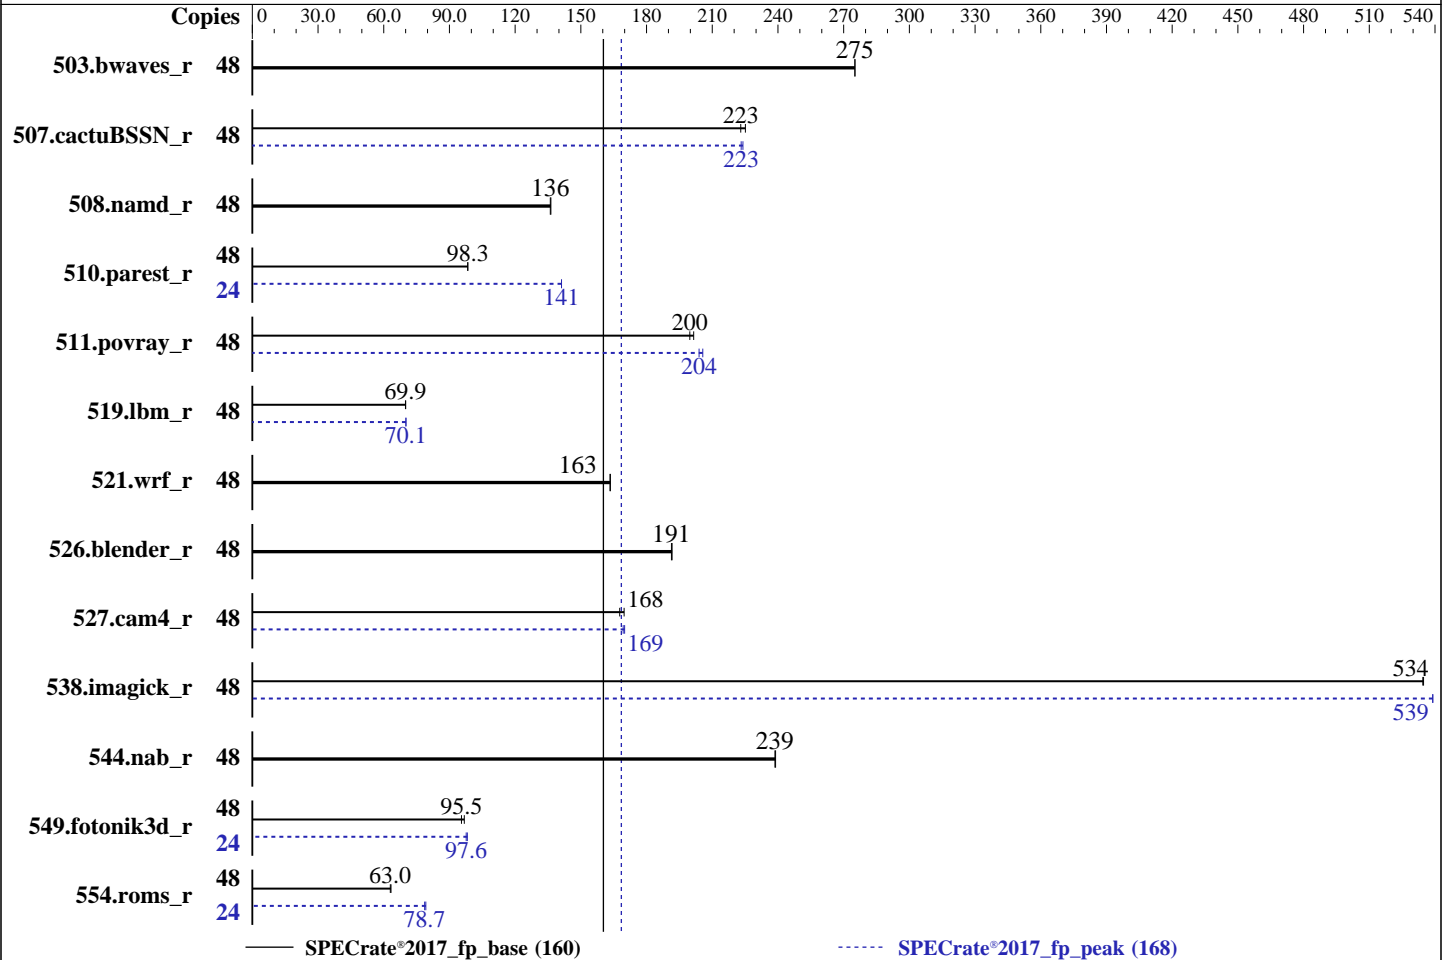 Copies 0 30.0 60.0 90.0 120 150 180 210 240 270 300 330 360 390 420 450 480 510 540
275
503.bwaves_r 48
223
507.cactuBSSN_r 48
223
136
508.namd_r 48
48 98.3
510.parest_r
24 141
200
511.povray_r 48
204
69.9
519.lbm_r 48
70.1
163
521.wrf_r 48
191
526.blender_r 48
168
527.cam4_r 48
169
534
538.imagick_r 48
539
239
544.nab_r 48
48 95.5
549.fotonik3d_r
24 97.6
48 63.0
554.roms_r
24 78.7
SPECrate®2017_fp_base (160) SPECrate®2017_fp_peak (168)